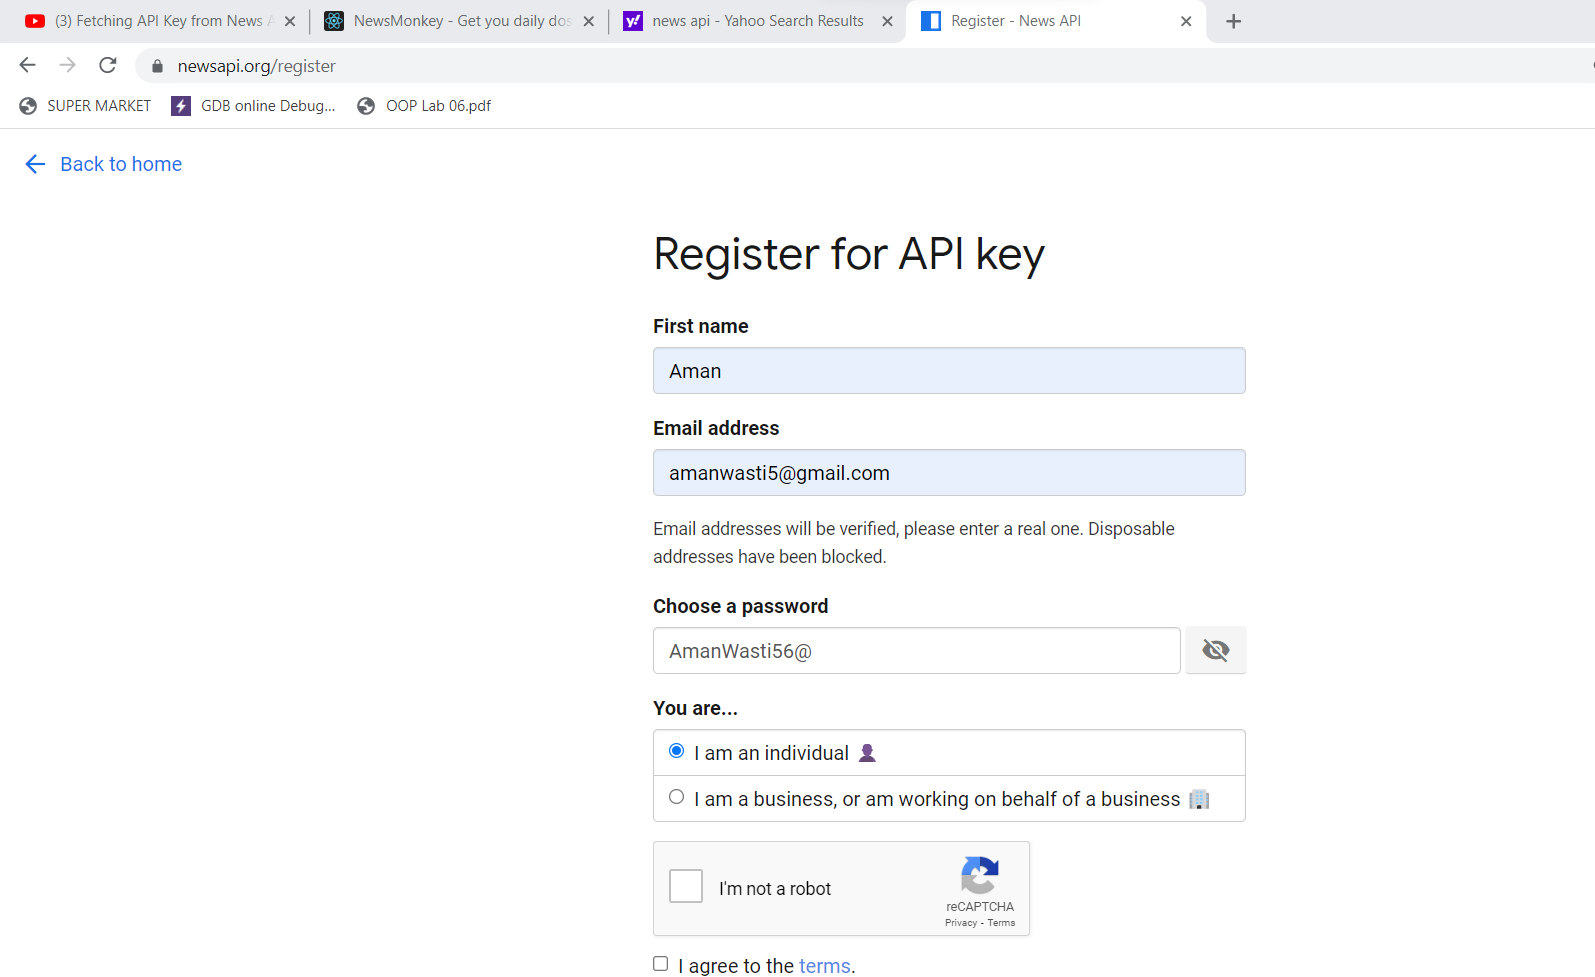 (3) Fetching API Key from News A
NewsMonkey - Get you daily dos
news api - Yahoo Search Results
Register - News API
newsapi.org/register
SUPER MARKET
GDB online Debug...
OOP Lab 06.pdf
Back to home
Register for API key
First name
Aman
Email address
amanwasti5@gmail.com
Email addresses will be verified, please enter a real one. Disposable
addresses have been blocked.
Choose a password
AmanWasti56@
You are...
I am an individual
I am a business, or am working on behalf of a business
I'm not a robot
reCAPTCHA
Privacy - Terms
I agree to the terms.